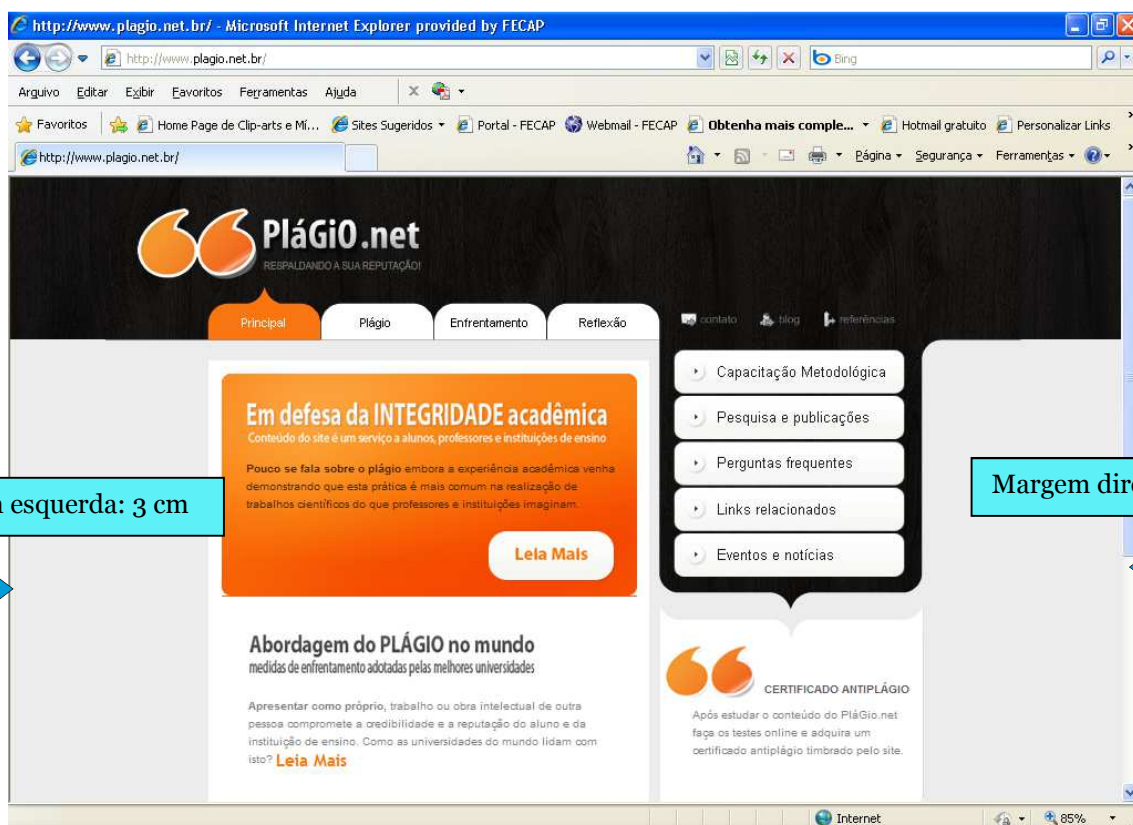 http://www.plagio.net.br/ - Microsoft Internet Explorer provided by FECAP
http://www.plagio.net.br/
Bing
Arquivo Editar Exibir Favoritos Ferramentas Ajuda
Favoritos Home Page de Clip-arts e Mí... Sites Sugeridos Portal - FECAP Webmail - FECAP Obtenha mais comple... Hotmail gratuito Personalizar Links
http://www.plagio.net.br/ Página Segurança Ferramentas
PláGiO.net
RESPALDANDO A SUA REPUTAÇÃO!
Principal Plágio Enfrentamento Reflexão contato blog referências
Capacitação Metodológica
Pesquisa e publicações
Perguntas frequentes
Links relacionados
Eventos e notícias
Em defesa da INTEGRIDADE acadêmica
Conteúdo do site é um serviço a alunos, professores e instituições de ensino
Pouco se fala sobre o plágio embora a experiência acadêmica venha
demonstrando que esta prática é mais comum na realização de
trabalhos científicos do que professores e instituições imaginam.
Leia Mais
esquerda: 3 cm
Margem dire
Abordagem do PLÁGIO no mundo
medidas de enfrentamento adotadas pelas melhores universidades
Apresentar como próprio, trabalho ou obra intelectual de outra
pessoa compromete a credibilidade e a reputação do aluno e da
instituição de ensino. Como as universidades do mundo lidam com
isto? Leia Mais
CERTIFICADO ANTIPLÁGIO
Após estudar o conteúdo do PláGio.net
faça os testes online e adquira um
certificado antiplágio timbrado pelo site.
Internet 85%